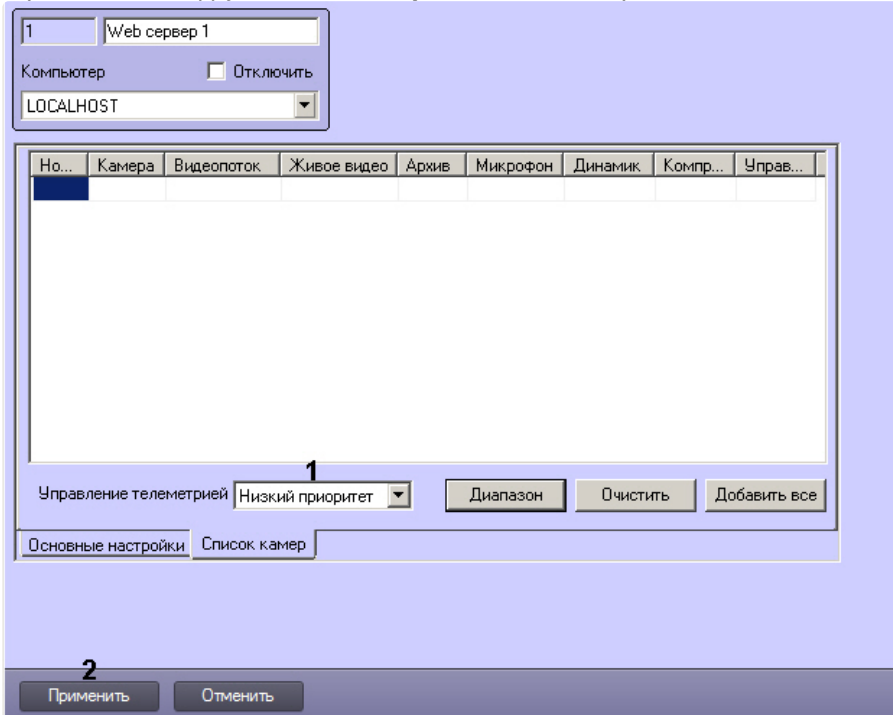 1 Web сервер 1
Компьютер Отключить
LOCALHOST
Но... Камера Видеопоток Живое видео Архив Микрофон Динамик Компр... Управ...
1
Управление телеметрией Низкий приоритет Диапазон Очистить Добавить все
Основные настройки Список камер
2
Применить Отменить